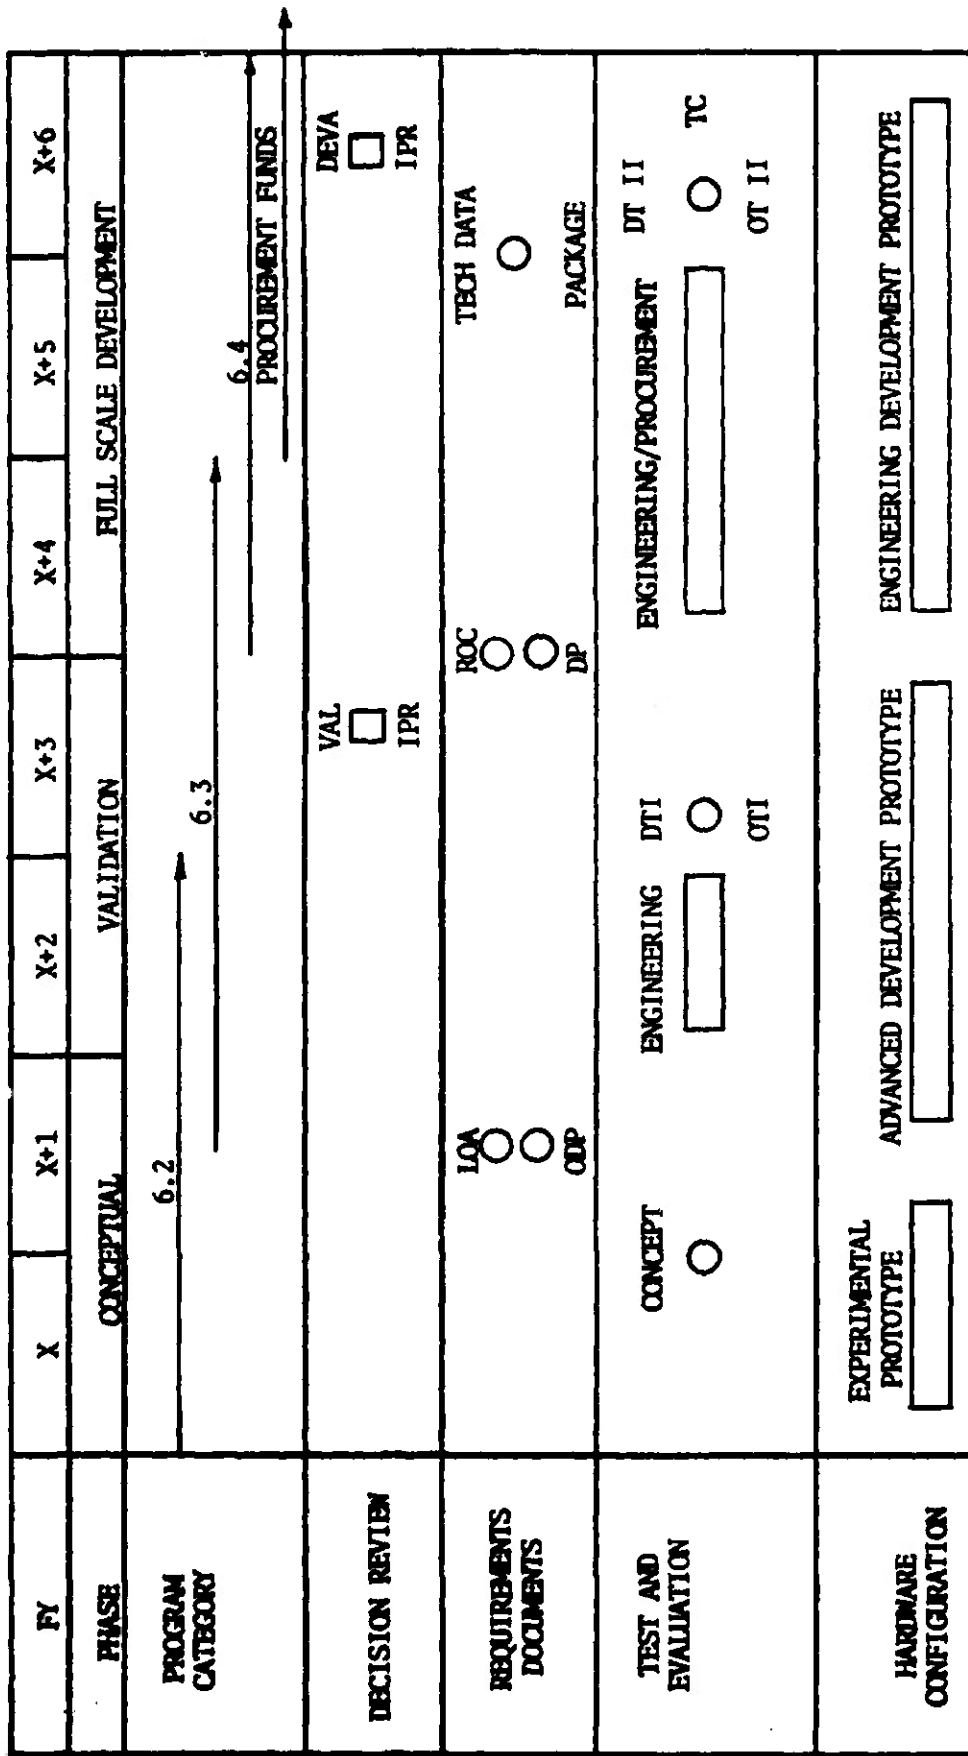 FY
X
X+1
X+2
X+3
X+4
X+5
X+6
PHASE
CONCEPTUAL
VALIDATION
FULL SCALE DEVELOPMENT
PROGRAM
CATEGORY
6.2
6.3
6.4
PROCUREMENT FUNDS
DECISION REVIEW
VAL
IPR
DEVA
IPR
REQUIREMENTS
DOCUMENTS
LOA
ODP
ROC
DP
TECH DATA
PACKAGE
TEST AND
EVALUATION
CONCEPT
ENGINEERING
DTI
OTI
ENGINEERING/PROCUREMENT
DT II
TC
OT II
HARDWARE
CONFIGURATION
EXPERIMENTAL
PROTOTYPE
ADVANCED DEVELOPMENT PROTOTYPE
ENGINEERING DEVELOPMENT PROTOTYPE